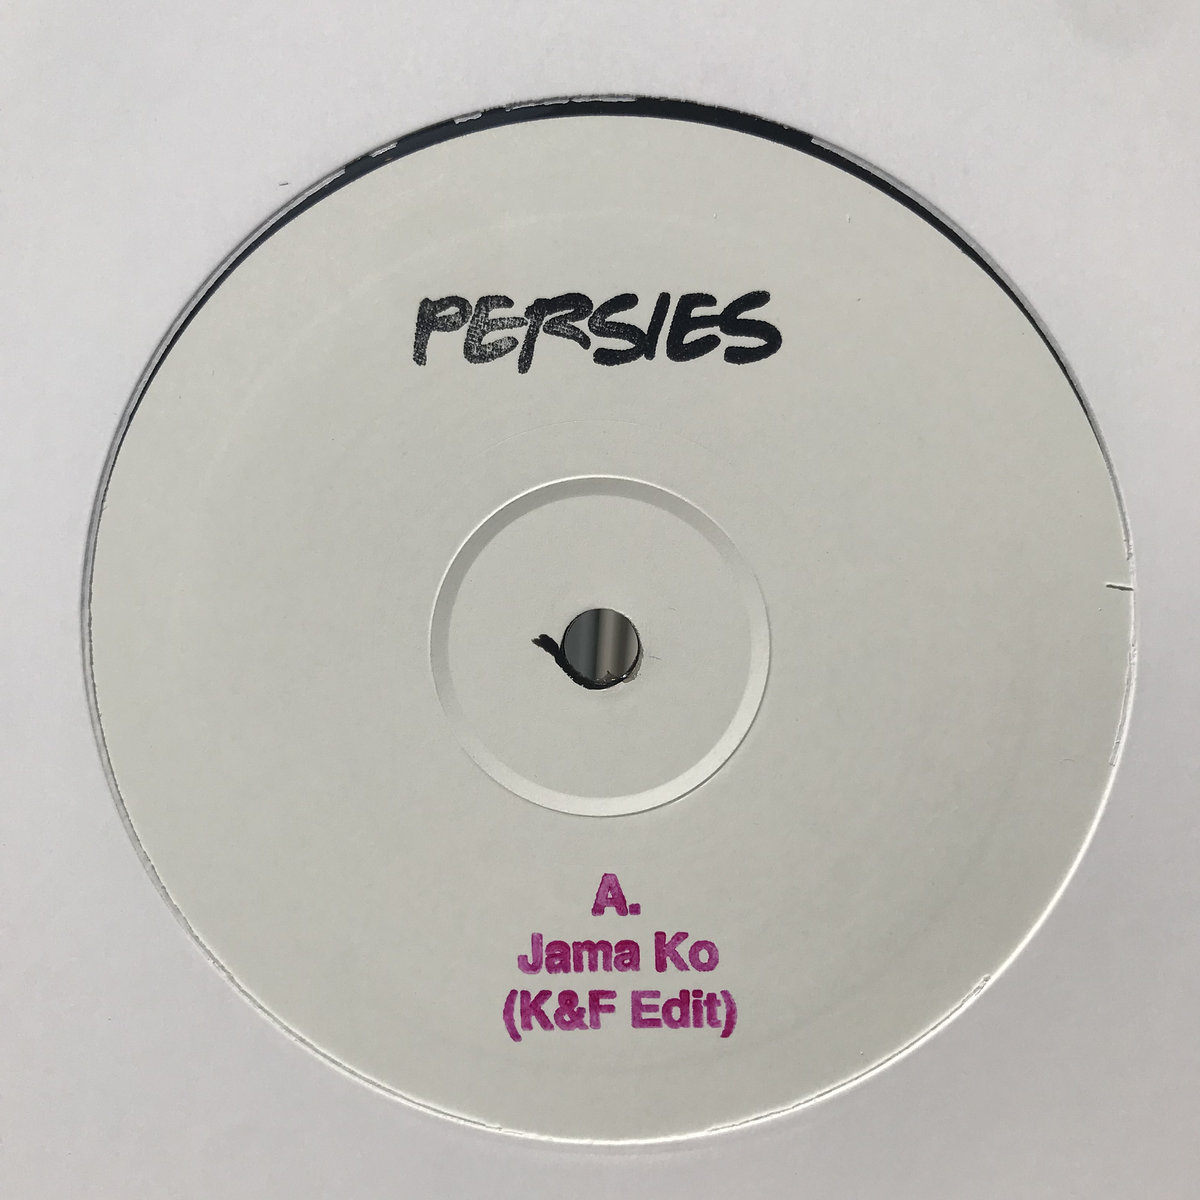 PERSIES
A.
Jama Ko
(K&F Edit)